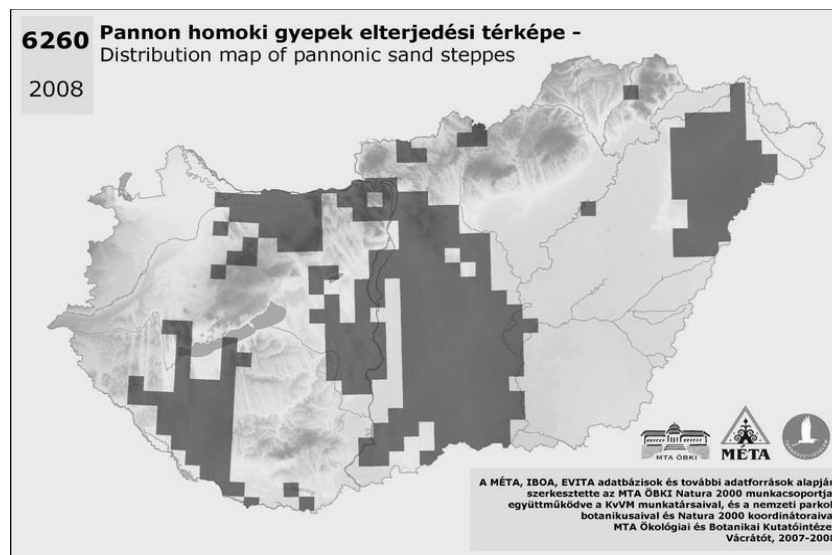 6260 Pannon homoki gyepek elterjedési térképe -
Distribution map of pannonic sand steppes
2008
MTA ÖBKI
MÉTA
A MÉTA, IBOA, EVITA adatbázisok és további adatforrások alapján
szerkesztette az MTA ÖBKI Natura 2000 munkacsoportja
együttműködve a KvVM munkatársaival, és a nemzeti parkok
botanikusaival és Natura 2000 koordinátoraiva
MTA Ökológiai és Botanikai Kutatóintéze
Vácrátót, 2007-2008